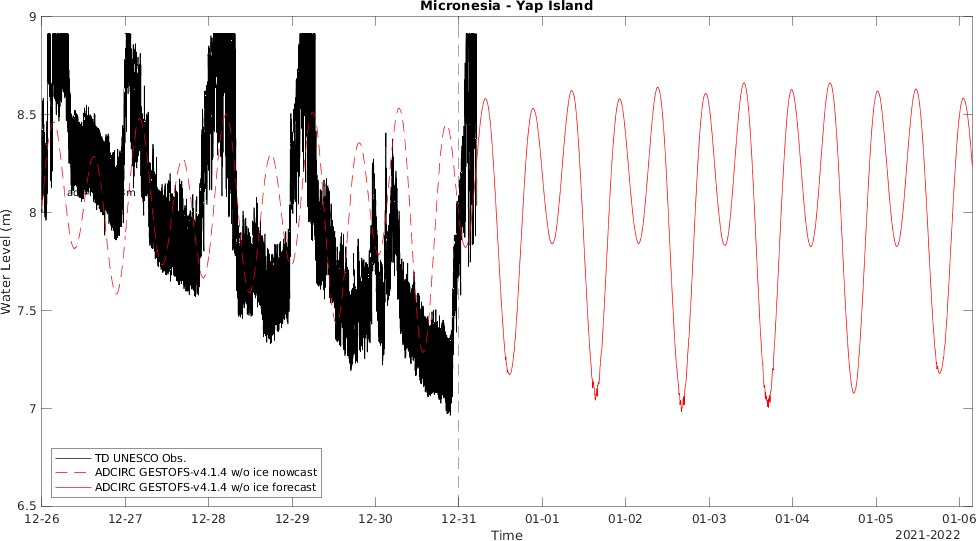 Micronesia - Yap Island
Water Level (m)
9
8.5
8
7.5
7
6.5
TD UNESCO Obs.
ADCIRC GESTOFS-v4.1.4 w/o ice nowcast
ADCIRC GESTOFS-v4.1.4 w/o ice forecast
12-26 12-27 12-28 12-29 12-30 12-31 01-01 01-02 01-03 01-04 01-05 01-06
Time
2021-2022